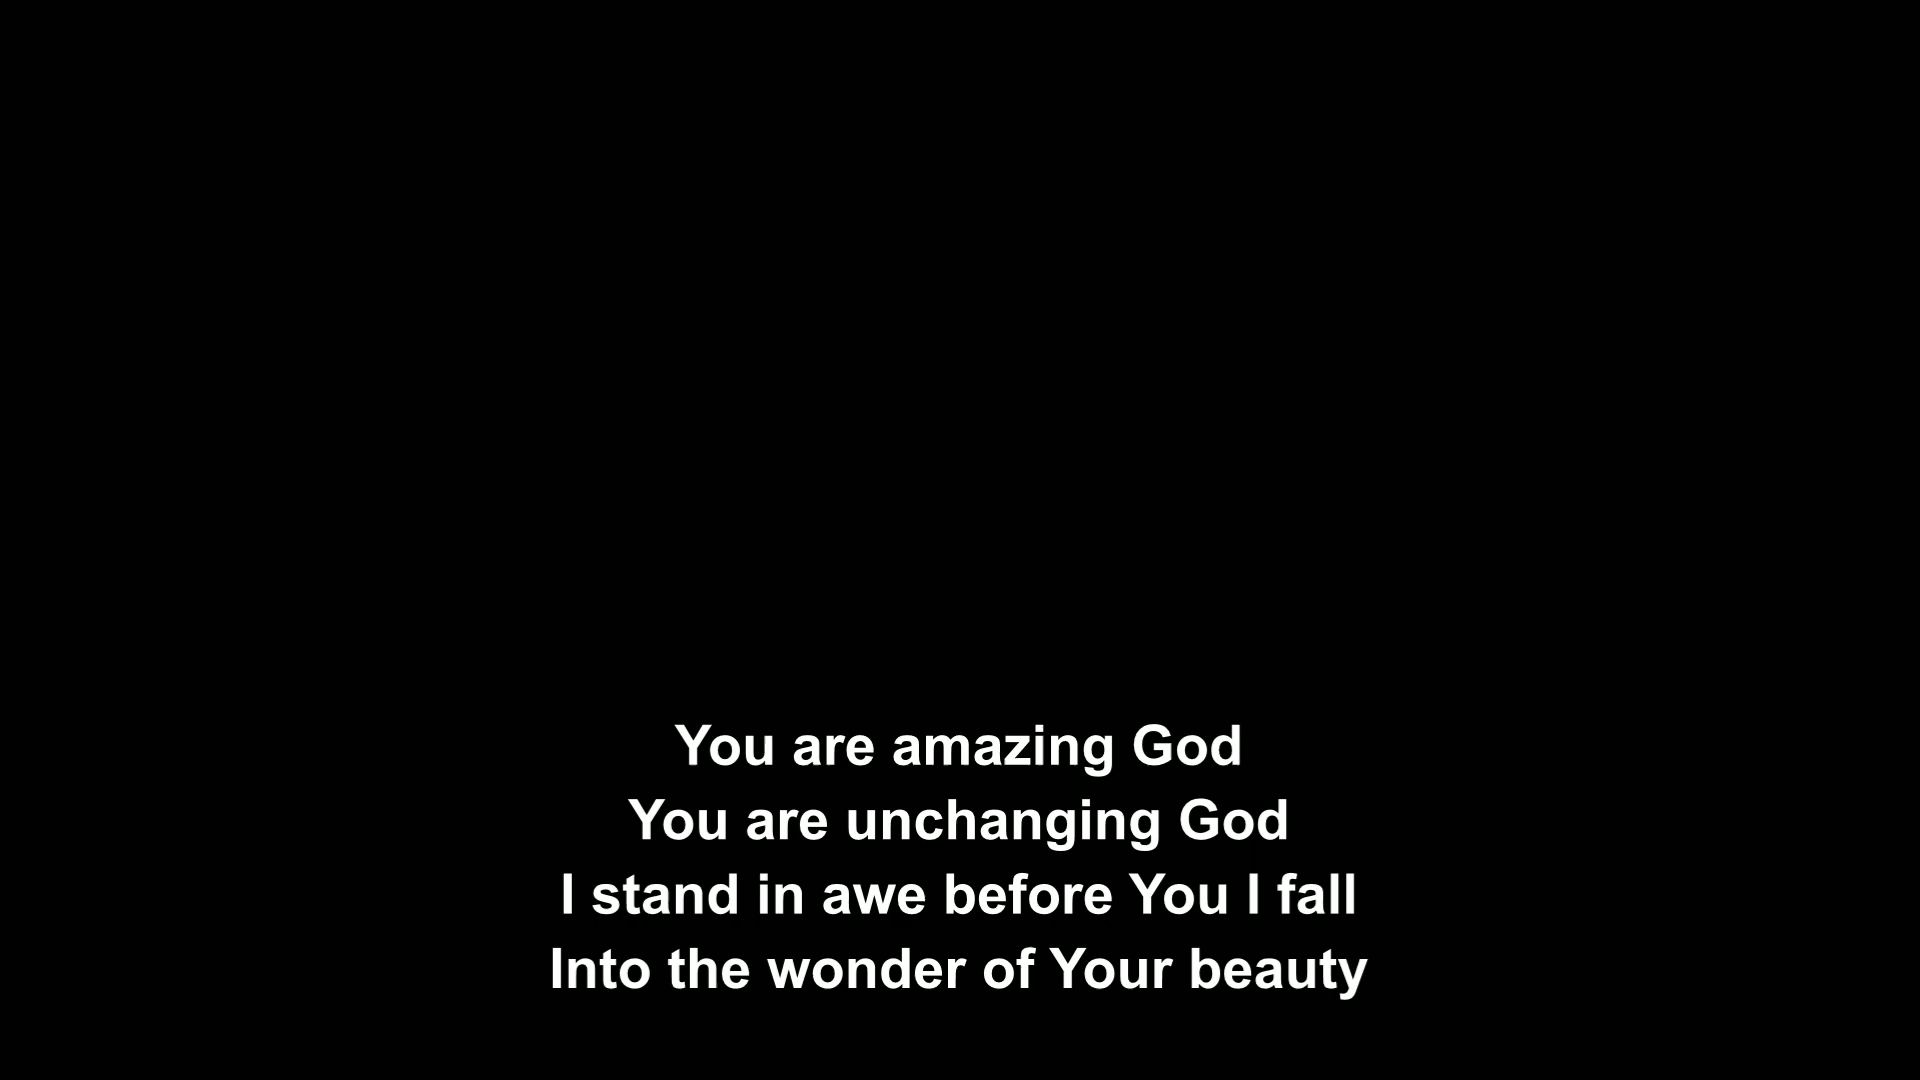 You are amazing God
You are unchanging God
I stand in awe before You I fall
Into the wonder of Your beauty